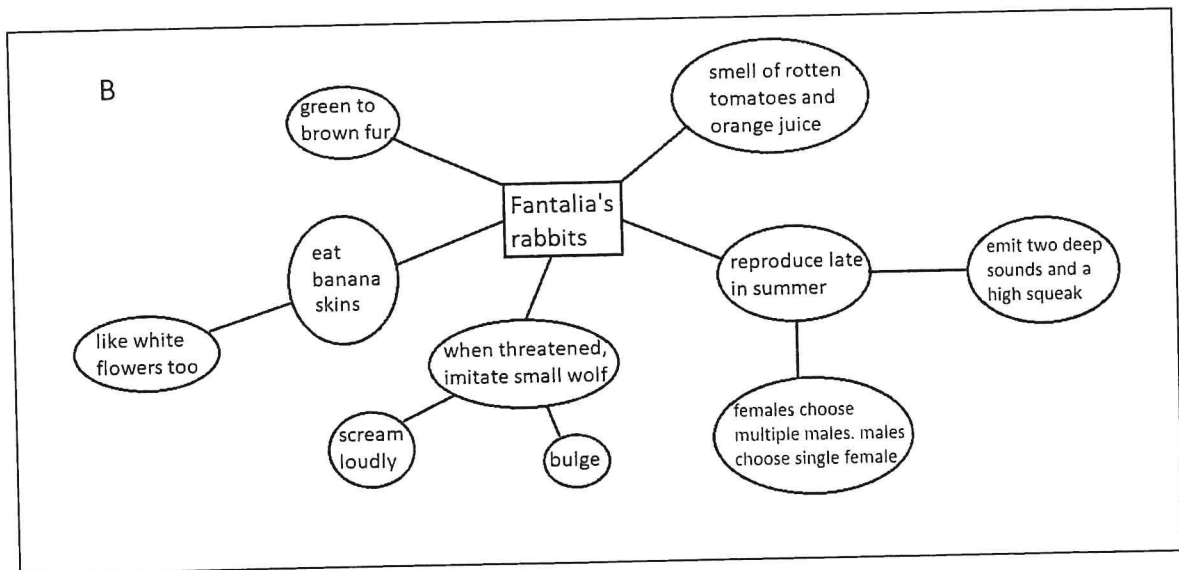 B
green to
brown fur
smell of rotten
tomatoes and
orange juice
Fantalia's
rabbits
eat
banana
skins
like white
flowers too
when threatened,
imitate small wolf
scream
loudly
bulge
reproduce late
in summer
emit two deep
sounds and a
high squeak
females choose
multiple males. males
choose single female